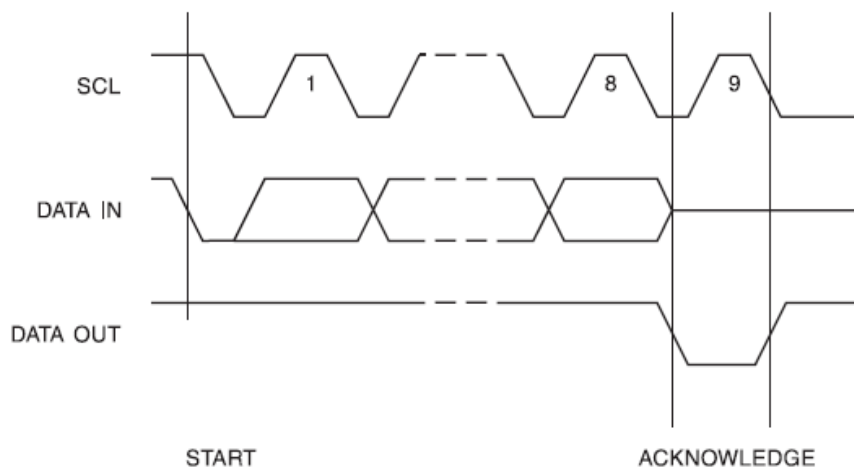 SCL
1
8
9
DATA IN
DATA OUT
START
ACKNOWLEDGE